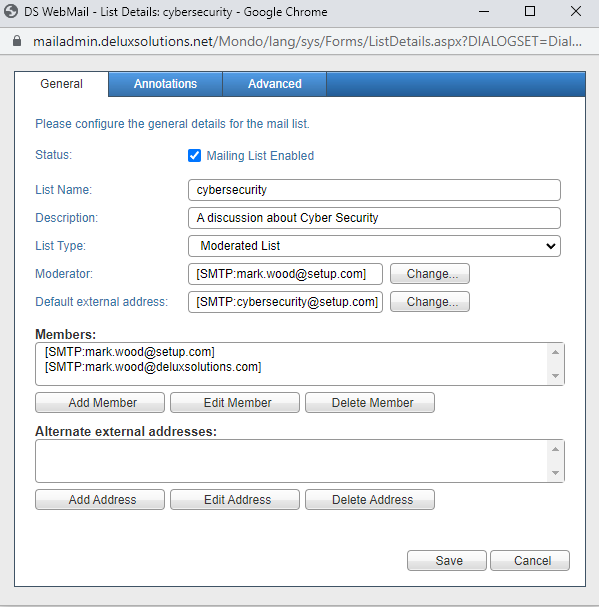 DS WebMail - List Details: cybersecurity - Google Chrome
mailadmin.deluxsolutions.net/Mondo/lang/sys/Forms/ListDetails.aspx?DIALOGSET=Dial...
General Annotations Advanced
Please configure the general details for the mail list.
Status: Mailing List Enabled
List Name: cybersecurity
Description: A discussion about Cyber Security
List Type: Moderated List
Moderator: [SMTP:mark.wood@setup.com] Change...
Default external address: [SMTP:cybersecurity@setup.com] Change...
Members:
[SMTP:mark.wood@setup.com]
[SMTP:mark.wood@deluxsolutions.com]
Add Member Edit Member Delete Member
Alternate external addresses:
Add Address Edit Address Delete Address
Save Cancel